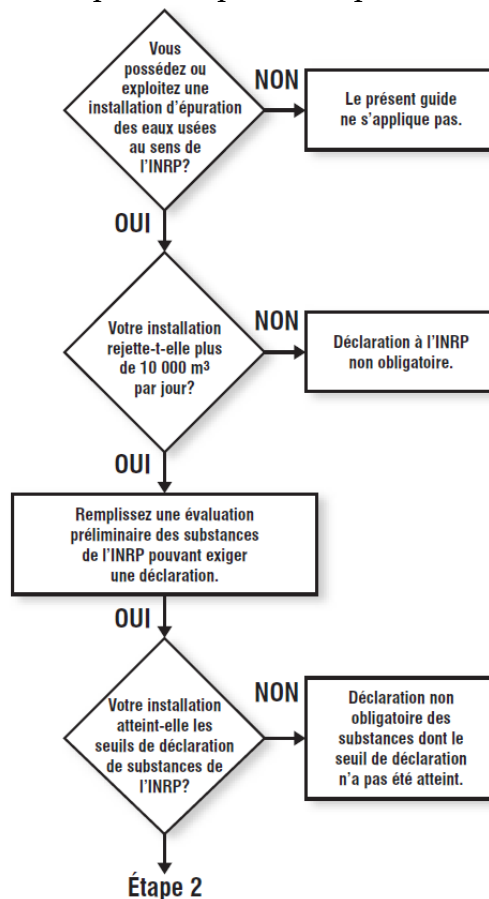 Vous
possédez ou
exploitez une
installation d'épuration
des eaux usées
au sens de
l'INRP?
NON
Le présent guide
ne s'applique pas.
OUI
Votre installation
rejette-t-elle plus
de 10 000 m³
par jour?
NON
Déclaration à l'INRP
non obligatoire.
OUI
Remplissez une évaluation
préliminaire des substances
de l'INRP pouvant exiger
une déclaration.
OUI
Votre installation
atteint-elle les
seuils de déclaration
de substances de
l'INRP?
NON
Déclaration non
obligatoire des
substances dont le
seuil de déclaration
n'a pas été atteint.
Étape 2